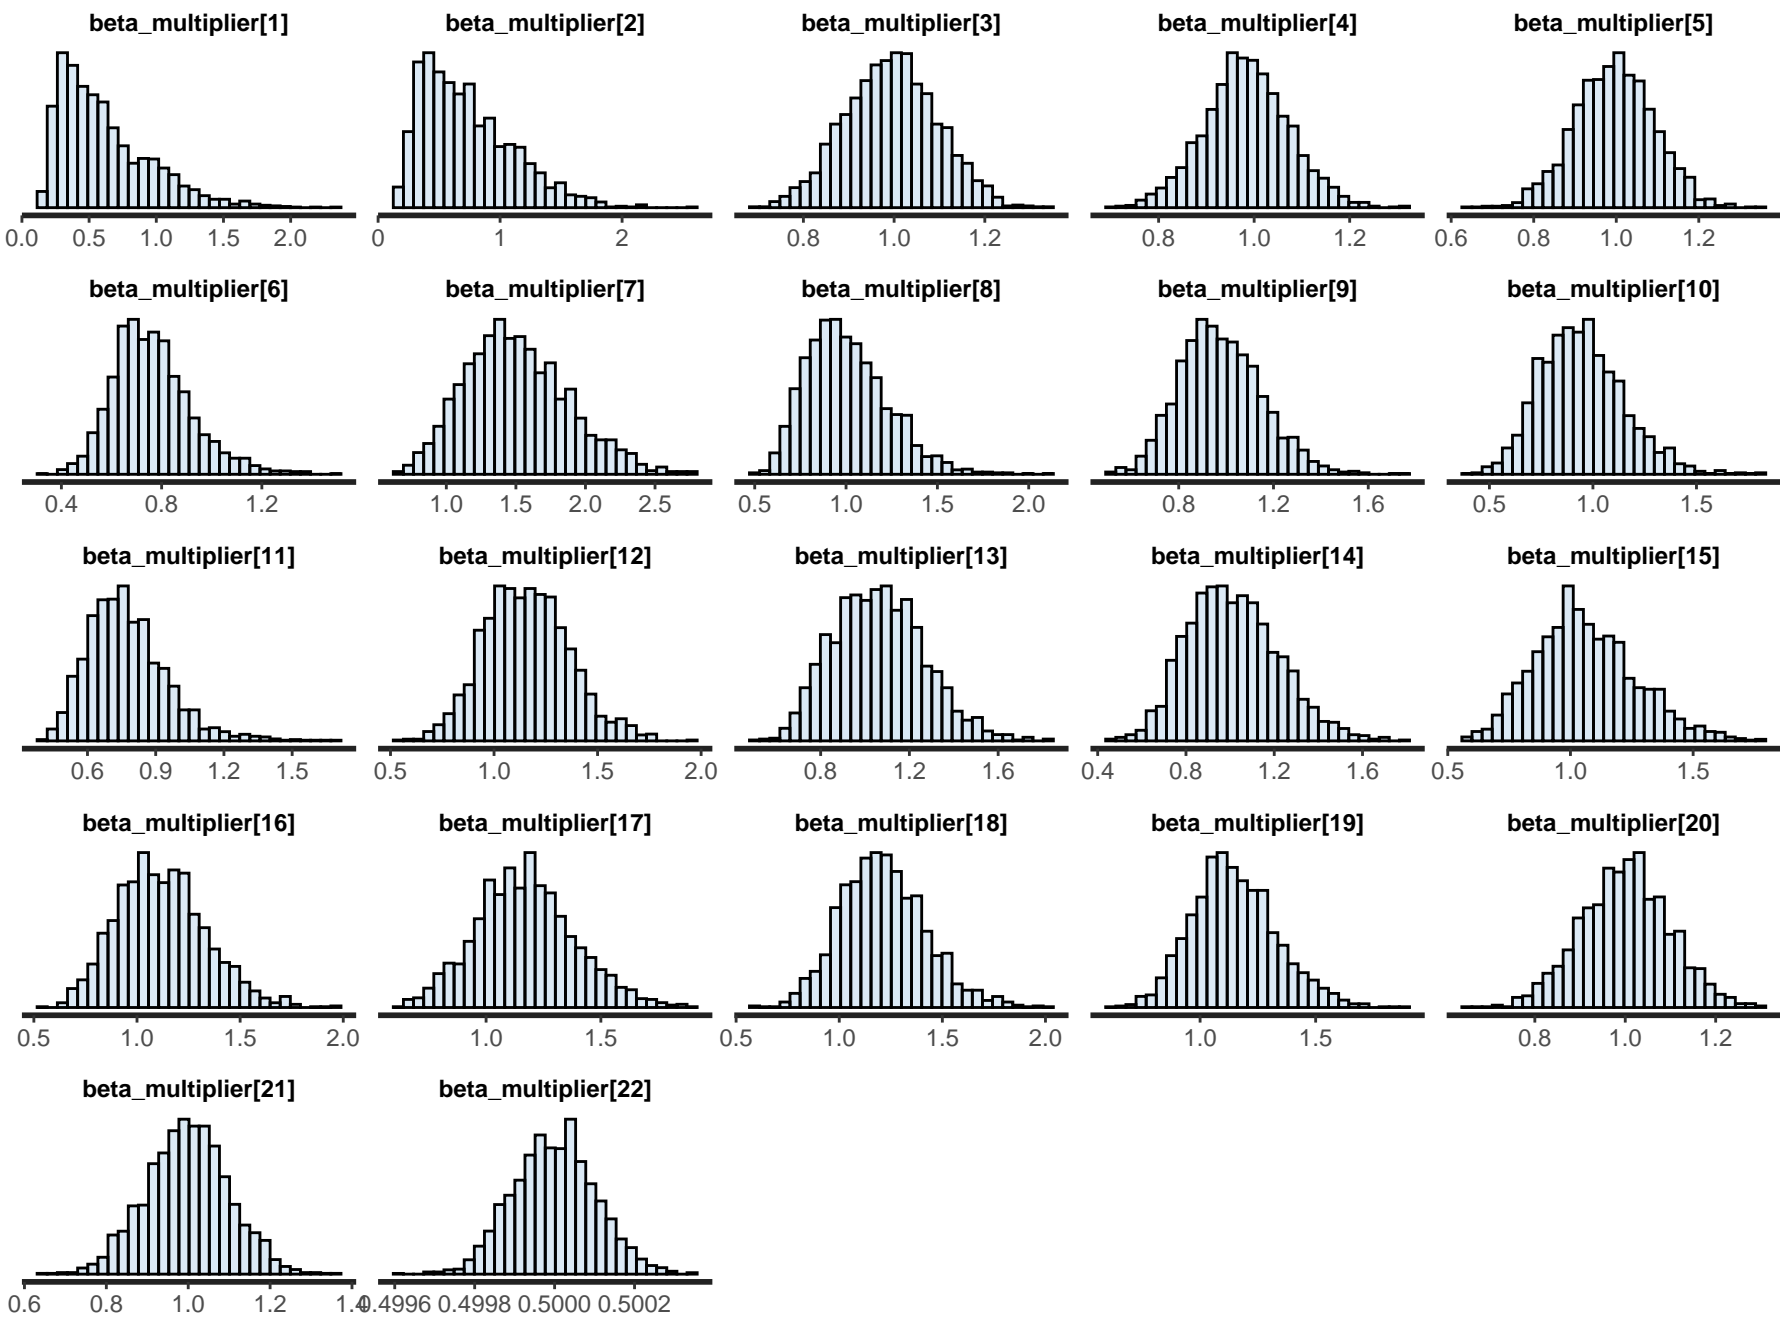 beta_multiplier[1] beta_multiplier[2] beta_multiplier[3] beta_multiplier[4] beta_multiplier[5]
0.0 0.5 1.0 1.5 2.0 0 1 2 0.8 1.0 1.2 0.8 1.0 1.2 0.6 0.8 1.0 1.2
beta_multiplier[6] beta_multiplier[7] beta_multiplier[8] beta_multiplier[9] beta_multiplier[10]
0.4 0.8 1.2 1.0 1.5 2.0 2.5 0.5 1.0 1.5 2.0 0.8 1.2 1.6 0.5 1.0 1.5
beta_multiplier[11] beta_multiplier[12] beta_multiplier[13] beta_multiplier[14] beta_multiplier[15]
0.6 0.9 1.2 1.5 0.5 1.0 1.5 2.0 0.8 1.2 1.6 0.4 0.8 1.2 1.6 0.5 1.0 1.5
beta_multiplier[16] beta_multiplier[17] beta_multiplier[18] beta_multiplier[19] beta_multiplier[20]
0.5 1.0 1.5 2.0 1.0 1.5 0.5 1.0 1.5 2.0 1.0 1.5 0.8 1.0 1.2
beta_multiplier[21] beta_multiplier[22]
0.6 0.8 1.0 1.2 1.4 0.4996 0.4998 0.5000 0.5002